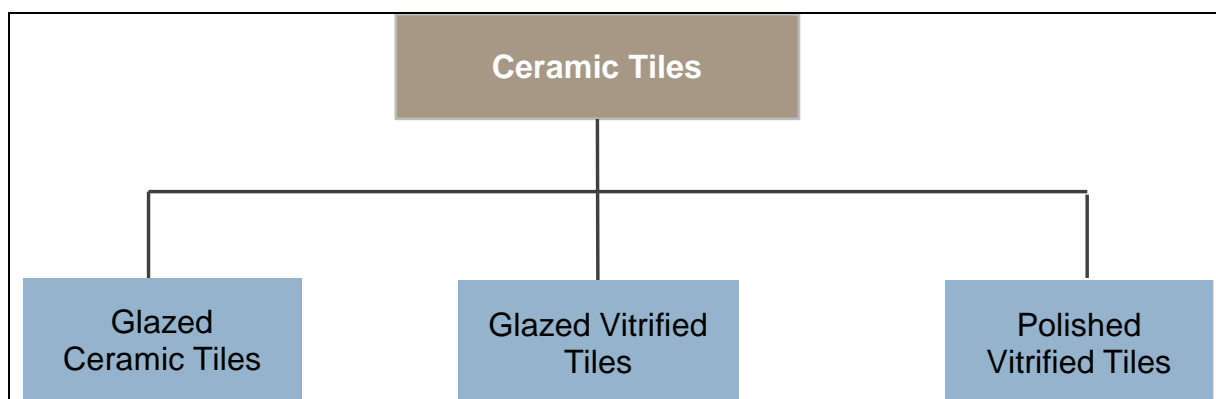 Ceramic Tiles
Glazed
Ceramic Tiles
Glazed Vitrified
Tiles
Polished
Vitrified Tiles